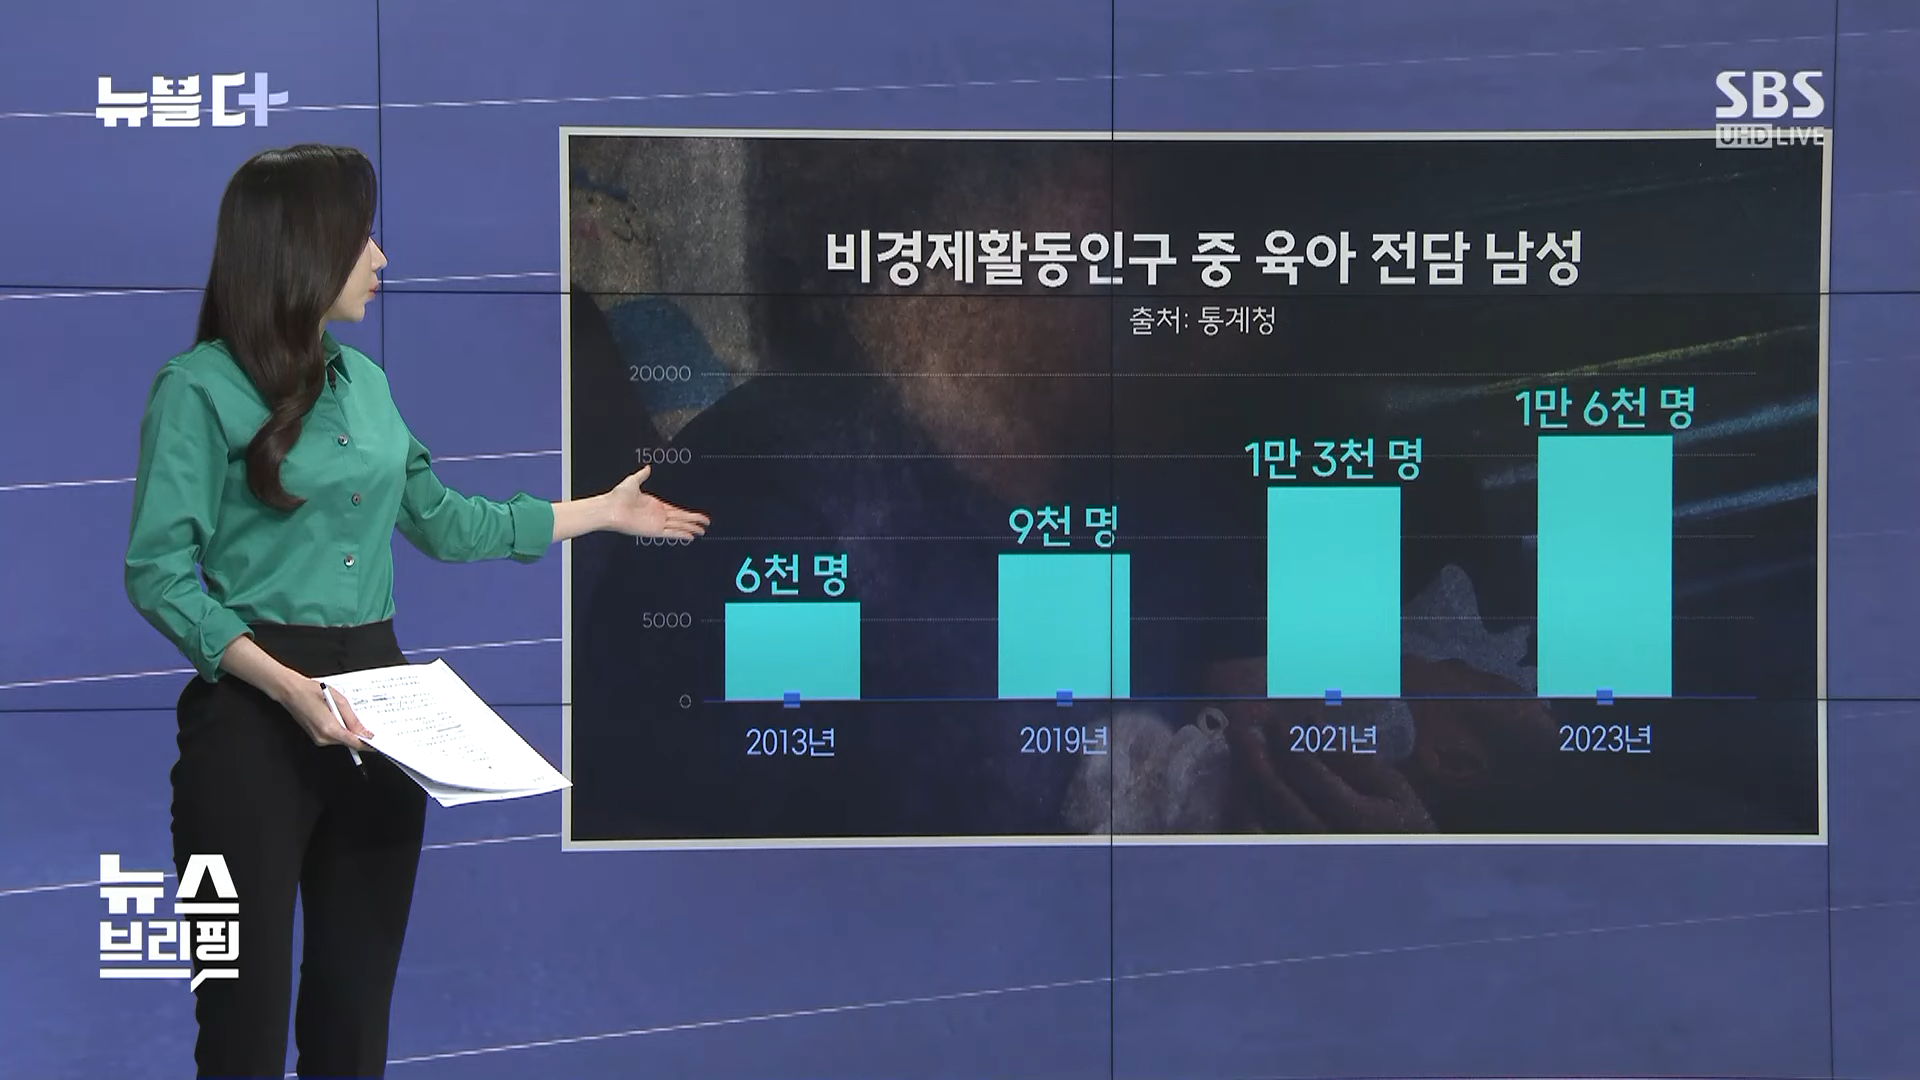 뉴블더
SBS
UHD LIVE
비경제활동인구 중 육아 전담 남성
출처: 통계청
20000
15000
10000
5000
0
6천 명
9천 명
1만 3천 명
1만 6천 명
2013년
2019년
2021년
2023년
뉴스
브리핑